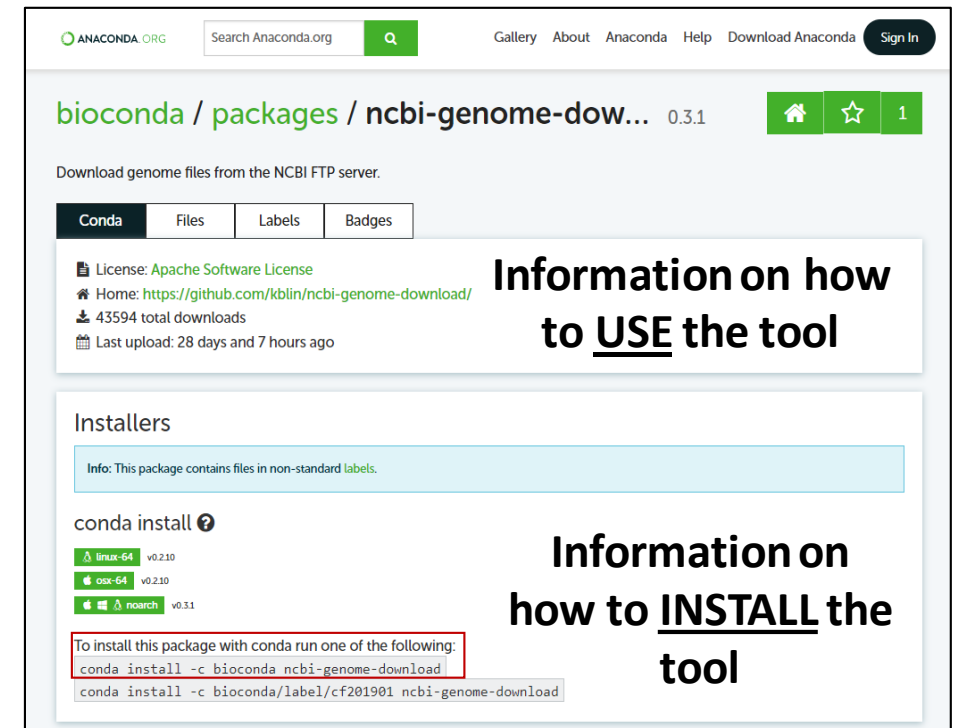 ANACONDA.ORG
Search Anaconda.org
Gallery About Anaconda Help Download Anaconda Sign In
bioconda / packages / ncbi-genome-dow... 0.3.1
1
Download genome files from the NCBI FTP server.
Conda Files Labels Badges
License: Apache Software License
Home: https://github.com/kblin/ncbi-genome-download/
43594 total downloads
Last upload: 28 days and 7 hours ago
Information on how
to USE the tool
Installers
Info: This package contains files in non-standard labels.
conda install ?
linux-64 v0.2.10
osx-64 v0.2.10
noarch v0.3.1
To install this package with conda run one of the following:
conda install -c bioconda ncbi-genome-download
conda install -c bioconda/label/cf201901 ncbi-genome-download
Information on
how to INSTALL the
tool